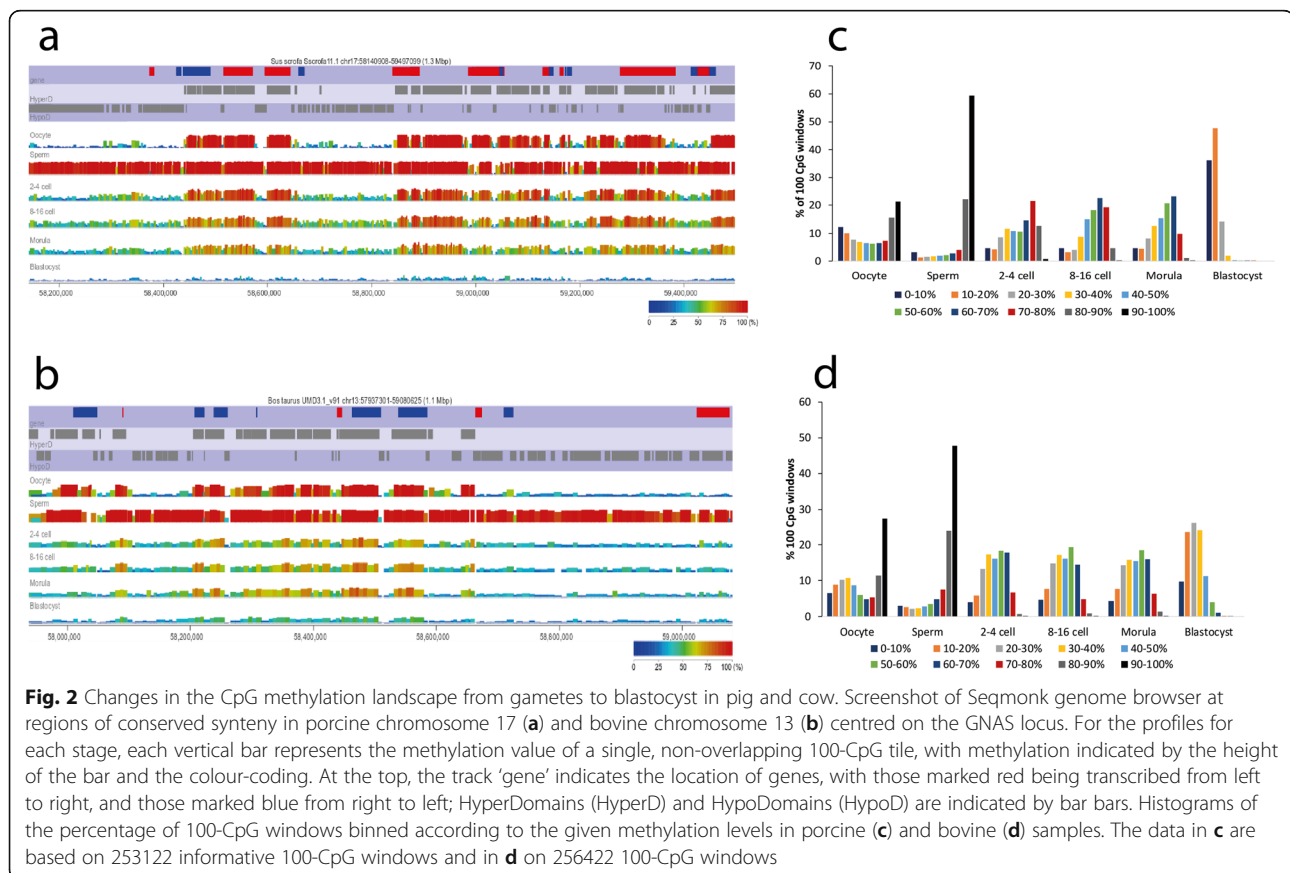 a
Sus scrofa Sscrofa11.1 chr17:58140908-59497099 (1.3 Mbp)
gene
HyperD
HypoD
Oocyte
Sperm
2-4 cell
8-16 cell
Morula
Blastocyst
58,200,000 58,400,000 58,600,000 58,800,000 59,000,000 59,200,000 59,400,000
0 25 50 75 100 (%)
c
% of 100 CpG windows
70
60
50
40
30
20
10
0
Oocyte Sperm 2-4 cell 8-16 cell Morula Blastocyst
0-10% 10-20% 20-30% 30-40% 40-50%
50-60% 60-70% 70-80% 80-90% 90-100%
b
Bos taurus UMD3.1_v91 chr13:57937301-59080625 (1.1 Mbp)
gene
HyperD
HypoD
Oocyte
Sperm
2-4 cell
8-16 cell
Morula
Blastocyst
58,000,000 58,200,000 58,400,000 58,600,000 58,800,000 59,000,000
0 25 50 75 100 (%)
d
% 100 CpG windows
60
50
40
30
20
10
0
Oocyte Sperm 2-4 cell 8-16 cell Morula Blastocyst
0-10% 10-20% 20-30% 30-40% 40-50%
50-60% 60-70% 70-80% 80-90% 90-100%
Fig. 2 Changes in the CpG methylation landscape from gametes to blastocyst in pig and cow. Screenshot of Seqmonk genome browser at
regions of conserved synteny in porcine chromosome 17 (a) and bovine chromosome 13 (b) centred on the GNAS locus. For the profiles for
each stage, each vertical bar represents the methylation value of a single, non-overlapping 100-CpG tile, with methylation indicated by the height
of the bar and the colour-coding. At the top, the track ‘gene’ indicates the location of genes, with those marked red being transcribed from left
to right, and those marked blue from right to left; HyperDomains (HyperD) and HypoDomains (HypoD) are indicated by bar bars. Histograms of
the percentage of 100-CpG windows binned according to the given methylation levels in porcine (c) and bovine (d) samples. The data in c are
based on 253122 informative 100-CpG windows and in d on 256422 100-CpG windows